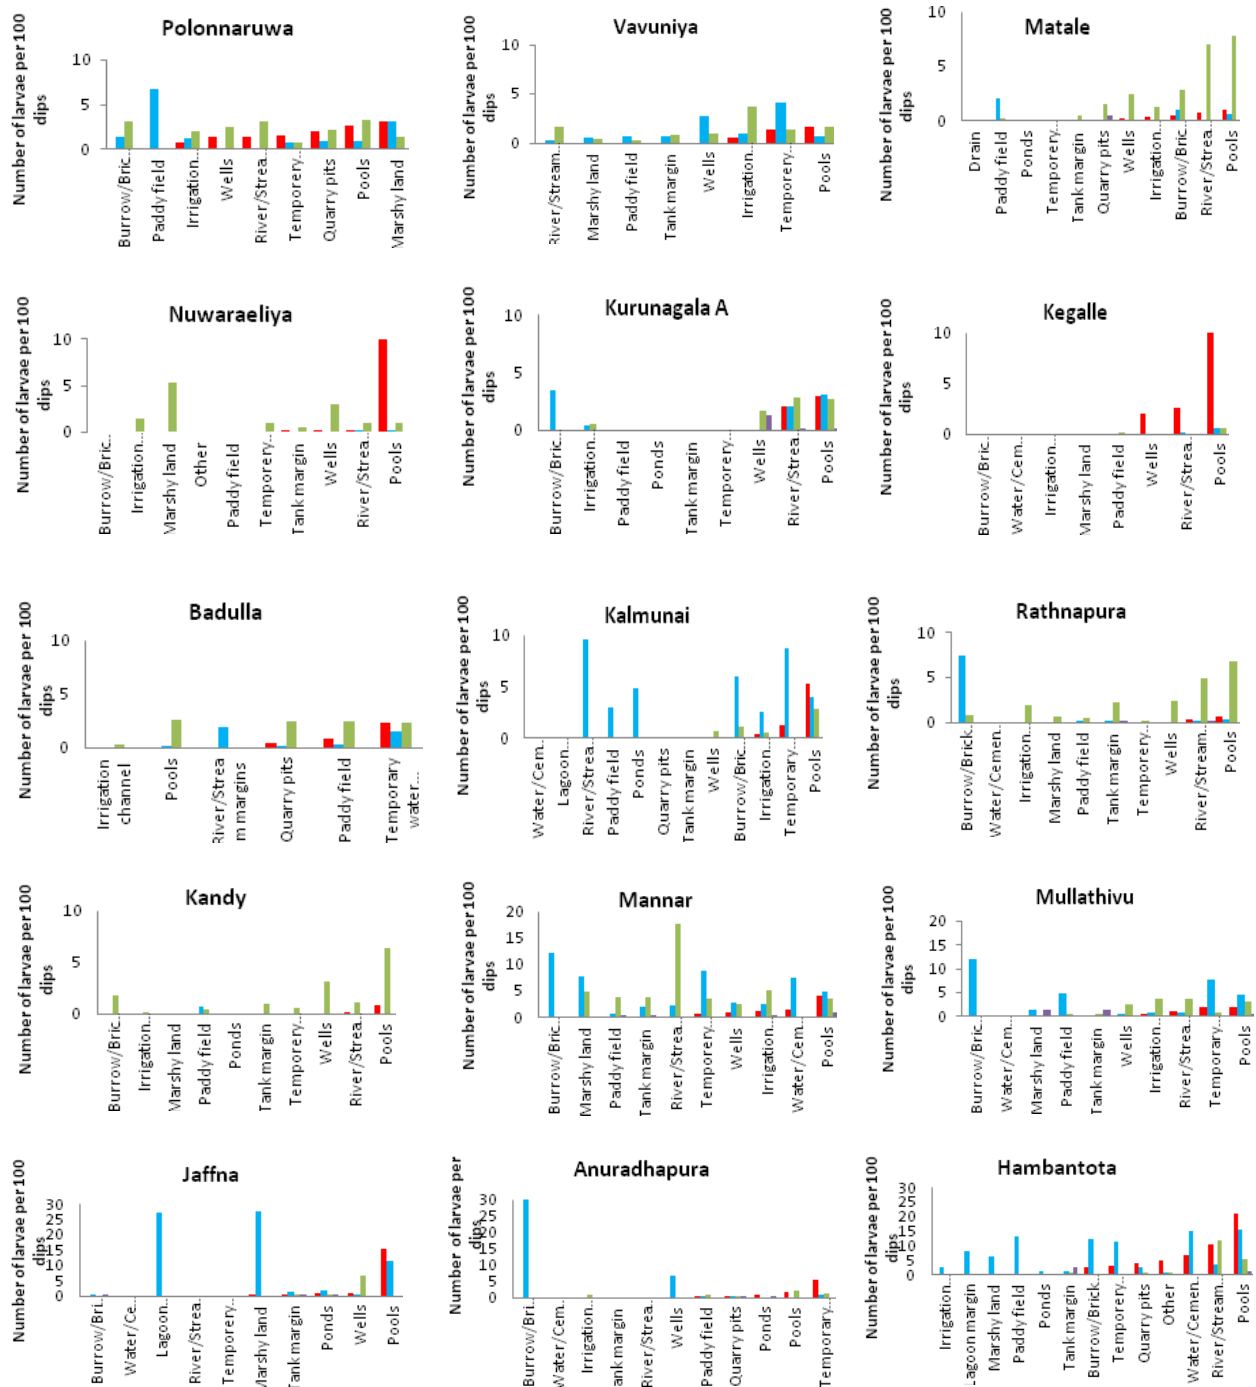 Polonnaruwa
Number of larvae per 100
dips
10
5
0
Burrow/Bric..
Paddy field
Irrigation..
Wells
River/Strea..
Temporery..
Quarry pits
Pools
Marshy land
Vavuniya
Number of larvae per 100
dips
10
5
0
River/Stream..
Marshy land
Paddy field
Tank margin
Wells
Irrigation..
Temporery..
Pools
Matale
Number of larvae per 100
dips
10
5
0
Drain
Paddy field
Ponds
Temporery..
Tank margin
Quarry pits
Wells
Irrigation..
Burrow/Bric..
River/Strea..
Pools
Nuwaraeliya
Number of larvae per 100
dips
10
5
0
Burrow/Bric..
Irrigation..
Marshy land
Other
Paddy field
Temporery..
Tank margin
Wells
River/Strea..
Pools
Kurunagala A
Number of larvae per 100
dips
10
5
0
Burrow/Bric..
Irrigation..
Paddy field
Ponds
Tank margin
Temporery..
Wells
River/Strea..
Pools
Kegalle
Number of larvae per 100
dips
10
5
0
Burrow/Bric..
Water/Cem..
Irrigation..
Marshy land
Paddy field
Wells
River/Strea..
Pools
Badulla
Number of larvae per 100
dips
10
5
0
Irrigation
channel
Pools
River/Strea
m margins
Quarry pits
Paddy field
Temporary
water....
Kalmunai
Number of larvae per 100
dips
10
5
0
Water/Cem..
Lagoon..
River/Strea..
Paddy field
Ponds
Quarry pits
Tank margin
Wells
Burrow/Bric..
Irrigation..
Temporary..
Pools
Rathnapura
Number of larvae per 100
dips
10
5
0
Burrow/Brick..
Water/Cemen..
Irrigation..
Marshy land
Paddy field
Tank margin
Temporery..
Wells
River/Stream..
Pools
Kandy
Number of larvae per 100
dips
10
5
0
Burrow/Bric..
Irrigation..
Marshy land
Paddy field
Ponds
Tank margin
Temporery..
Wells
River/Strea..
Pools
Mannar
Number of larvae per 100
dips
20
15
10
5
0
Burrow/Bric..
Marshy land
Paddy field
Tank margin
River/Strea..
Temporery..
Wells
Irrigation..
Water/Cem..
Pools
Mullathivu
Number of larvae per 100
dips
20
15
10
5
0
Burrow/Bric..
Water/Cem..
Marshy land
Paddy field
Tank margin
Wells
Irrigation..
River/Strea..
Temporary..
Pools
Jaffna
Number of larvae per 100
dips
30
25
20
15
10
5
0
Burrow/Bri..
Water/Ce..
Lagoon..
River/Strea..
Temporery..
Marshy land
Tank margin
Ponds
Wells
Pools
Anuradhapura
Number of larvae per
dips
30
25
20
15
10
5
0
Burrow/Bri..
Water/Cem..
Irrigation..
Tank margin
River/Strea..
Wells
Paddy field
Quarry pits
Ponds
Pools
Temporary..
Hambantota
Number of larvae per 100
dips
30
25
20
15
10
5
0
Irrigation..
Lagoon margin
Marshy land
Paddy field
Ponds
Tank margin
Burrow/Brick..
Temporery..
Quarry pits
Other
Water/Cemen..
River/Stream..
Pools